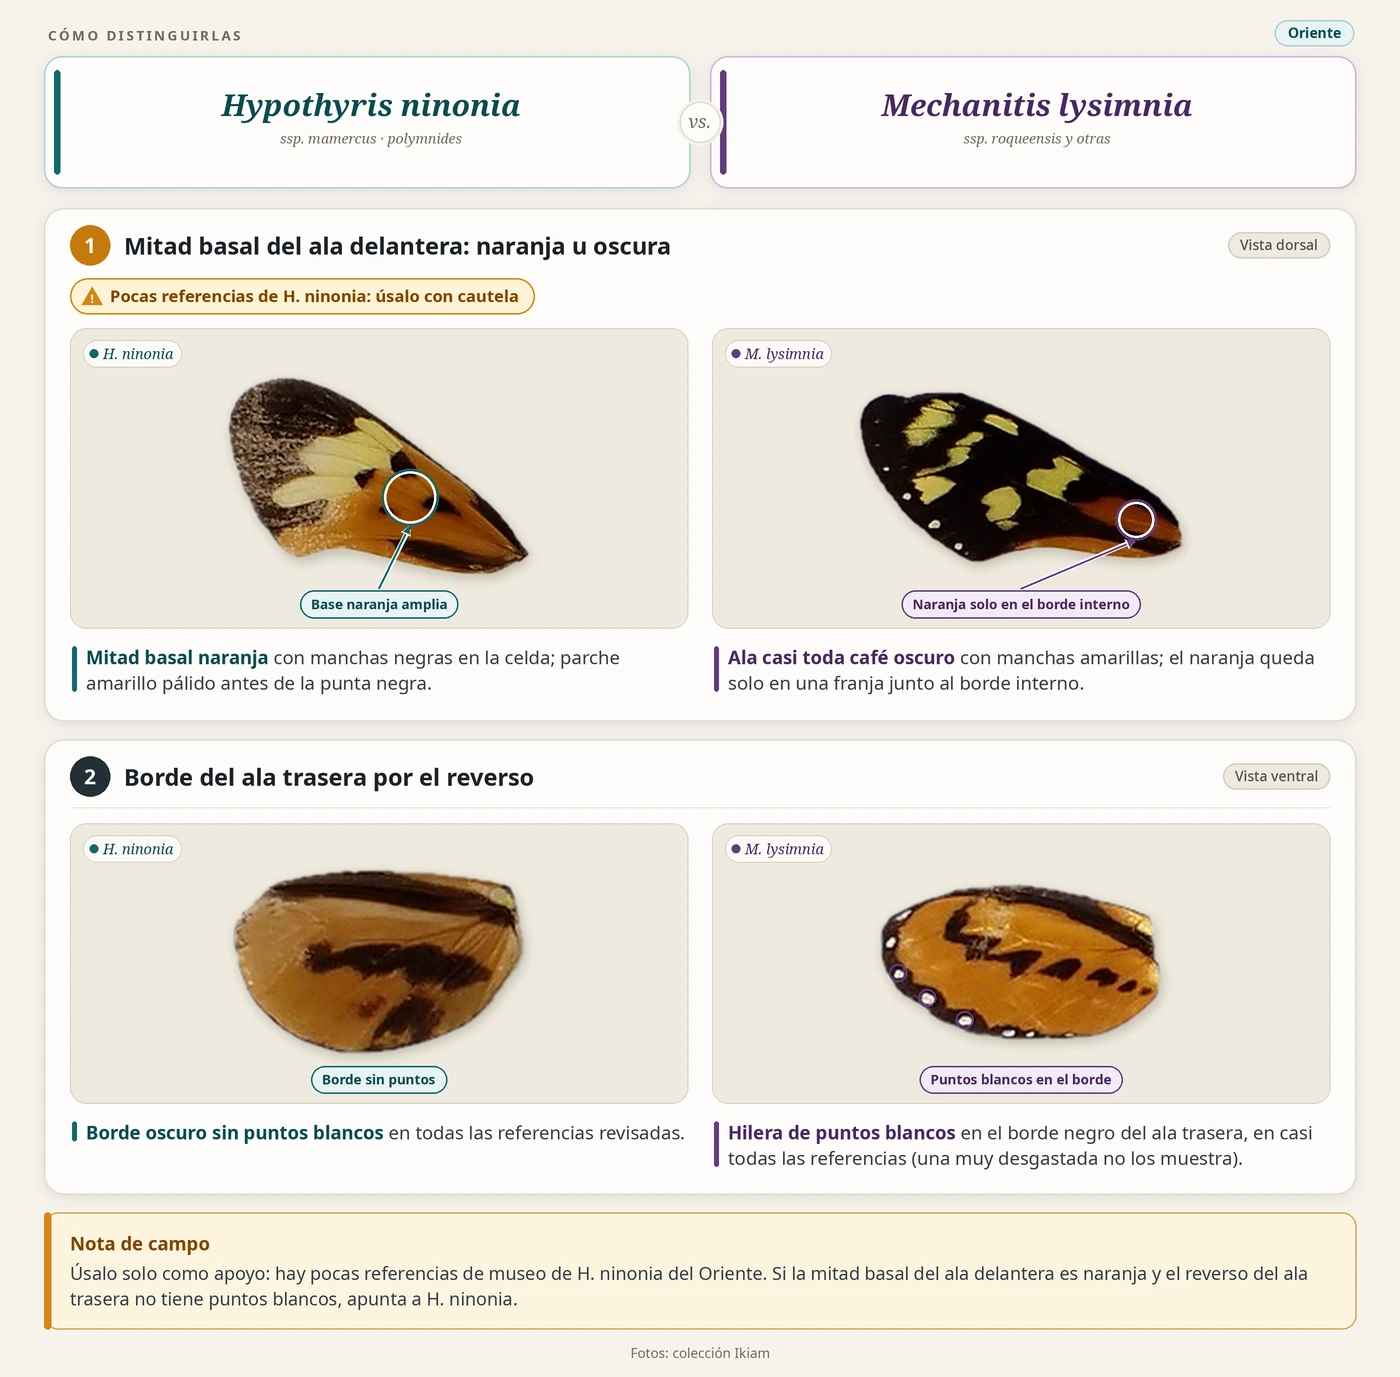 CÓMO DISTINGUIRLAS
Oriente
Hypothyris ninonia
ssp. mamercus · polymnides
vs.
Mechanitis lysimnia
ssp. roqueensis y otras
1
Mitad basal del ala delantera: naranja u oscura
Vista dorsal
Pocas referencias de H. ninonia: úsalo con cautela
H. ninonia
Base naranja amplia
Mitad basal naranja con manchas negras en la celda; parche
amarillo pálido antes de la punta negra.
M. lysimnia
Naranja solo en el borde interno
Ala casi toda café oscuro con manchas amarillas; el naranja queda
solo en una franja junto al borde interno.
2
Borde del ala trasera por el reverso
Vista ventral
H. ninonia
Borde sin puntos
Borde oscuro sin puntos blancos en todas las referencias revisadas.
M. lysimnia
Puntos blancos en el borde
Hilera de puntos blancos en el borde negro del ala trasera, en casi
todas las referencias (una muy desgastada no los muestra).
Nota de campo
Úsalo solo como apoyo: hay pocas referencias de museo de H. ninonia del Oriente. Si la mitad basal del ala delantera es naranja y el reverso del ala
trasera no tiene puntos blancos, apunta a H. ninonia.
Fotos: colección Ikiam